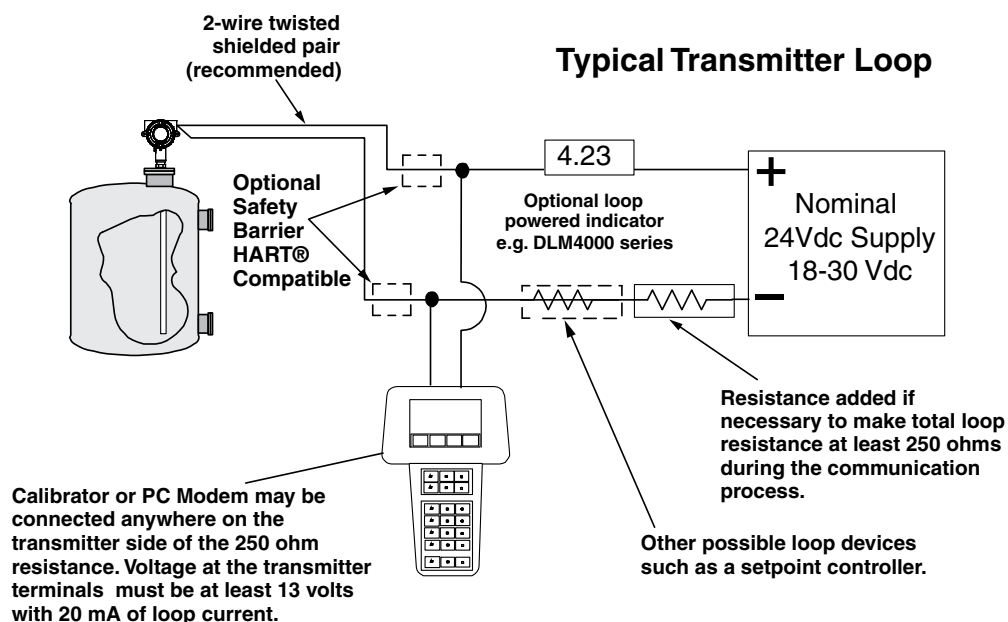 2-wire twisted
shielded pair
(recommended)
Typical Transmitter Loop
4.23
Optional
Safety
Barrier
HART®
Compatible
Optional loop
powered indicator
e.g. DLM4000 series
+
Nominal
24Vdc Supply
18-30 Vdc
–
Resistance added if
necessary to make total loop
resistance at least 250 ohms
during the communication
process.
Calibrator or PC Modem may be
connected anywhere on the
transmitter side of the 250 ohm
resistance. Voltage at the transmitter
terminals must be at least 13 volts
with 20 mA of loop current.
Other possible loop devices
such as a setpoint controller.